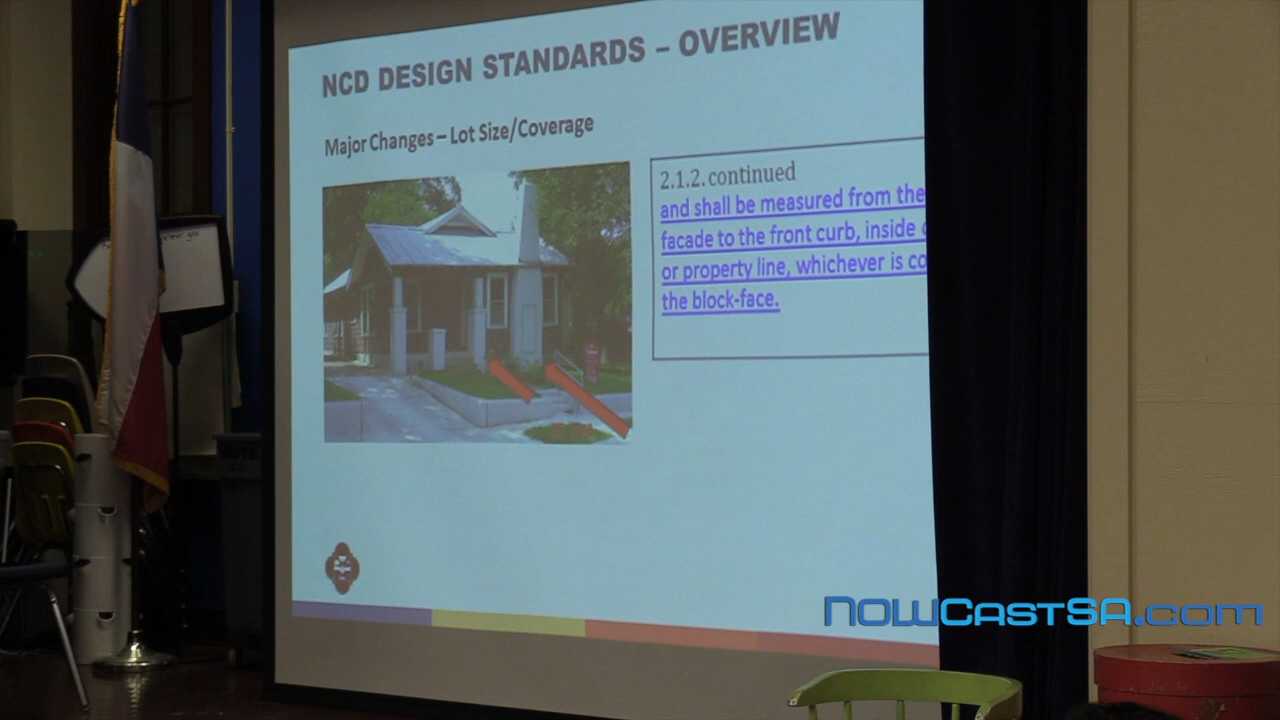 NCD DESIGN STANDARDS – OVERVIEW
Major Changes – Lot Size/Coverage
2.1.2. continued
and shall be measured from the
facade to the front curb, inside
or property line, whichever is
the block-face.
NOWCastSA.com